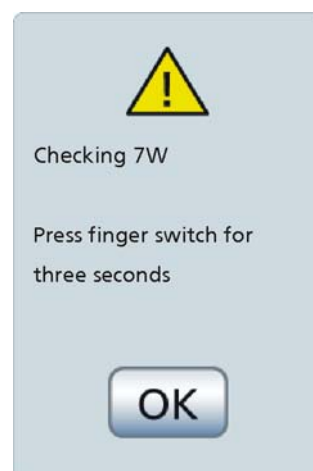 !
Checking 7W
Press finger switch for
three seconds
OK